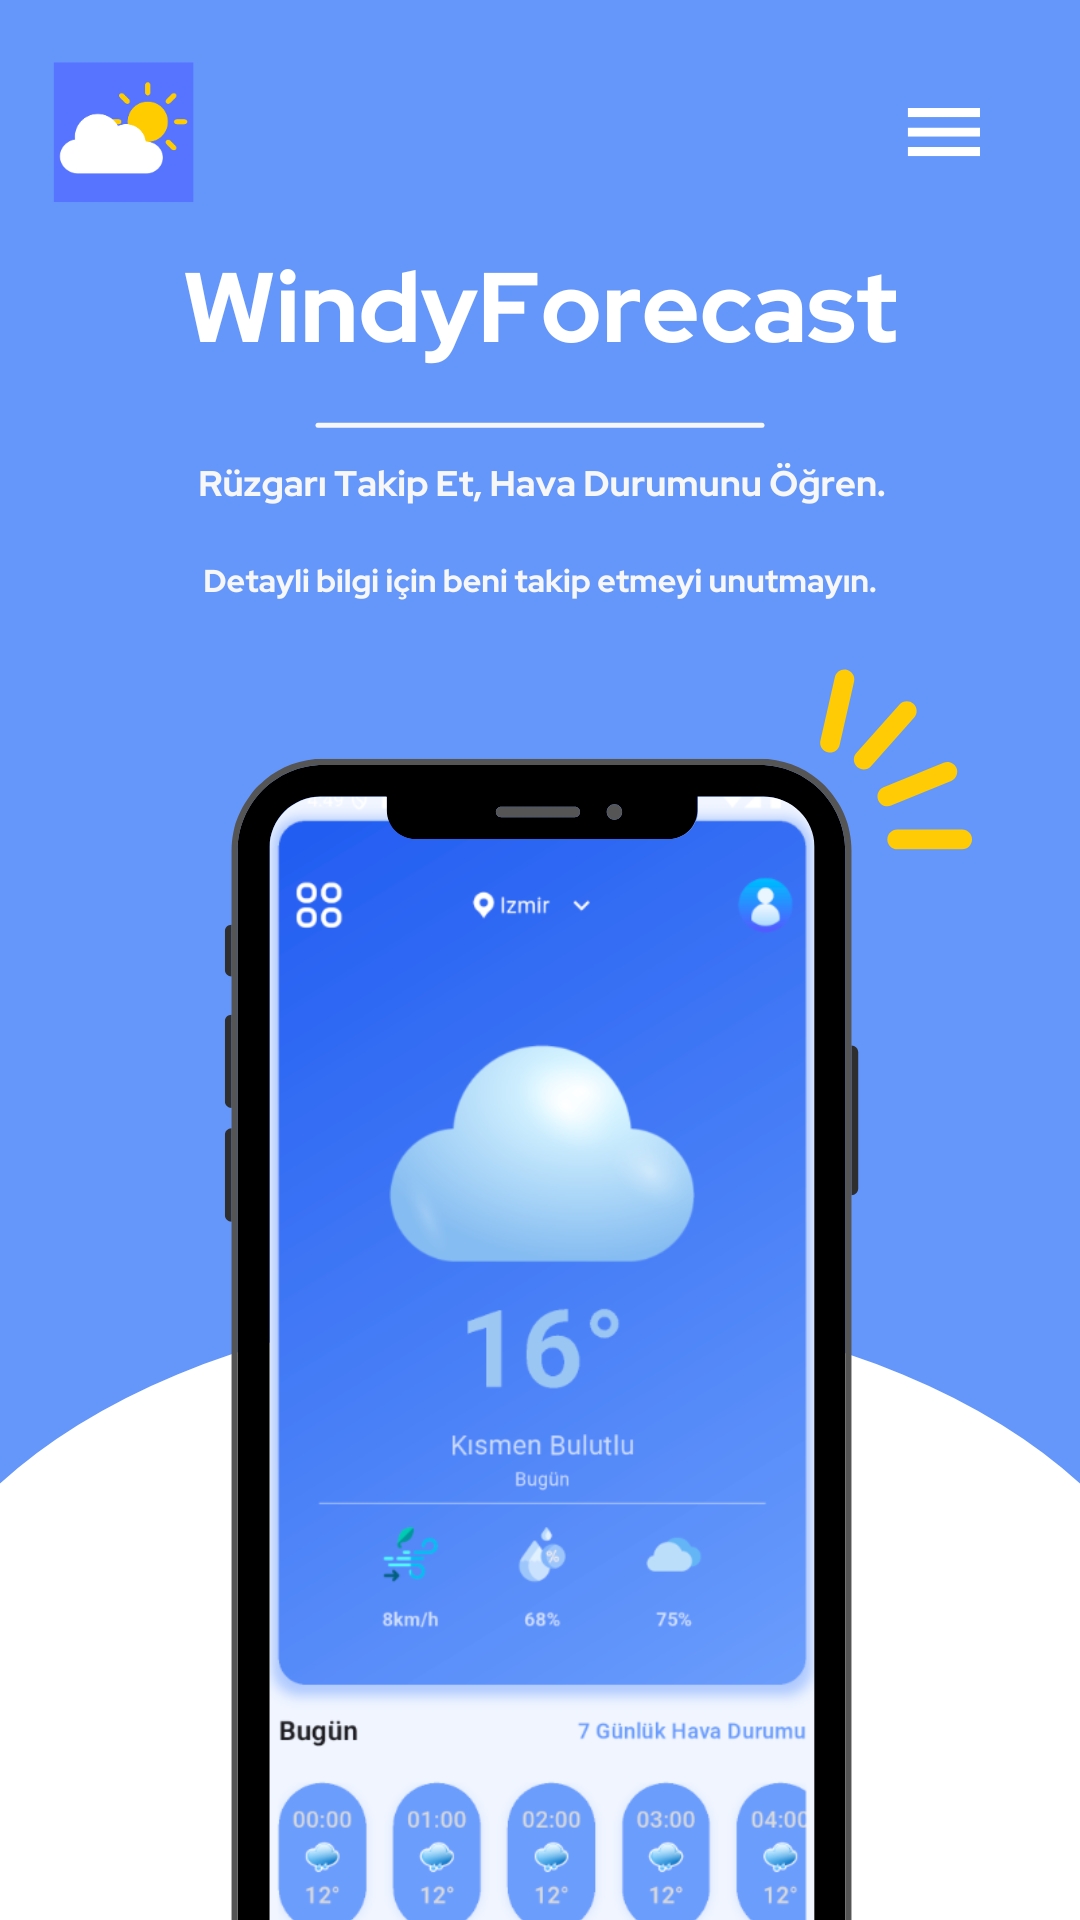 WindyForecast
Rüzgarı Takip Et, Hava Durumunu Öğren.
Detayli bilgi için beni takip etmeyi unutmayın.
Izmir
16°
Kısmen Bulutlu
Bugün
%
8km/h 68% 75%
Bugün 7 Günlük Hava Durumu
00:00 01:00 02:00 03:00 04:00
12° 12° 12° 12° 12°